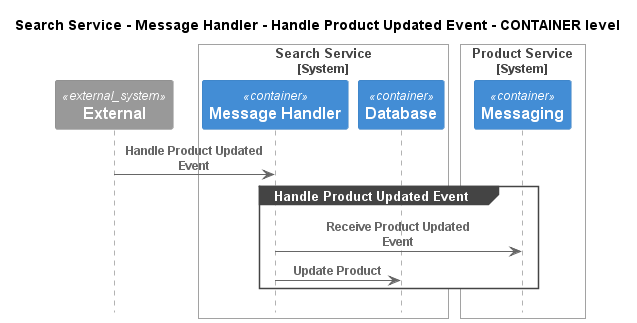 Search Service - Message Handler - Handle Product Updated Event - CONTAINER level
Search Service
[System]
Product Service
[System]
«external_system»
External
«container»
Message Handler
«container»
Database
«container»
Messaging
Handle Product Updated
Event
Handle Product Updated Event
Receive Product Updated
Event
Update Product